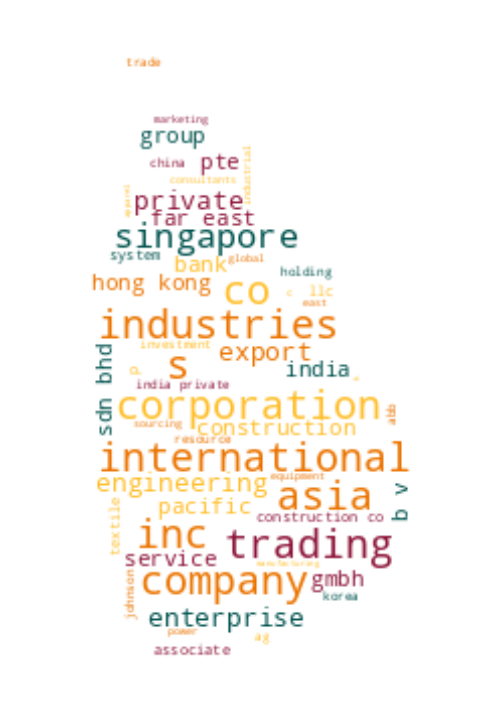 trade
marketing
group
china pte
consultants
industrial
apparel
private
far east
singapore
system
bank global
holding
hong kong
co c llc
east
industries
investment
export
s
p
india
india private
sdn bhd
corporation
abb
sourcing
construction
resource
international
equipment
engineering
asia
b v
pacific
textile
construction co
inc
trading
service
manufacturing
company gmbh
johnson
korea
enterprise
power
ag
associate